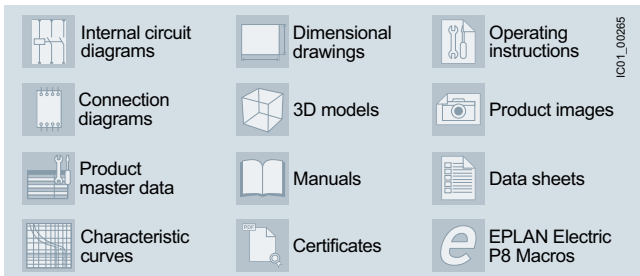 Internal circuit
diagrams
Dimensional
drawings
Operating
instructions
IC01_00265
Connection
diagrams
3D models
Product images
Product
master data
Manuals
Data sheets
Characteristic
curves
PDF
Certificates
e
EPLAN Electric
P8 Macros